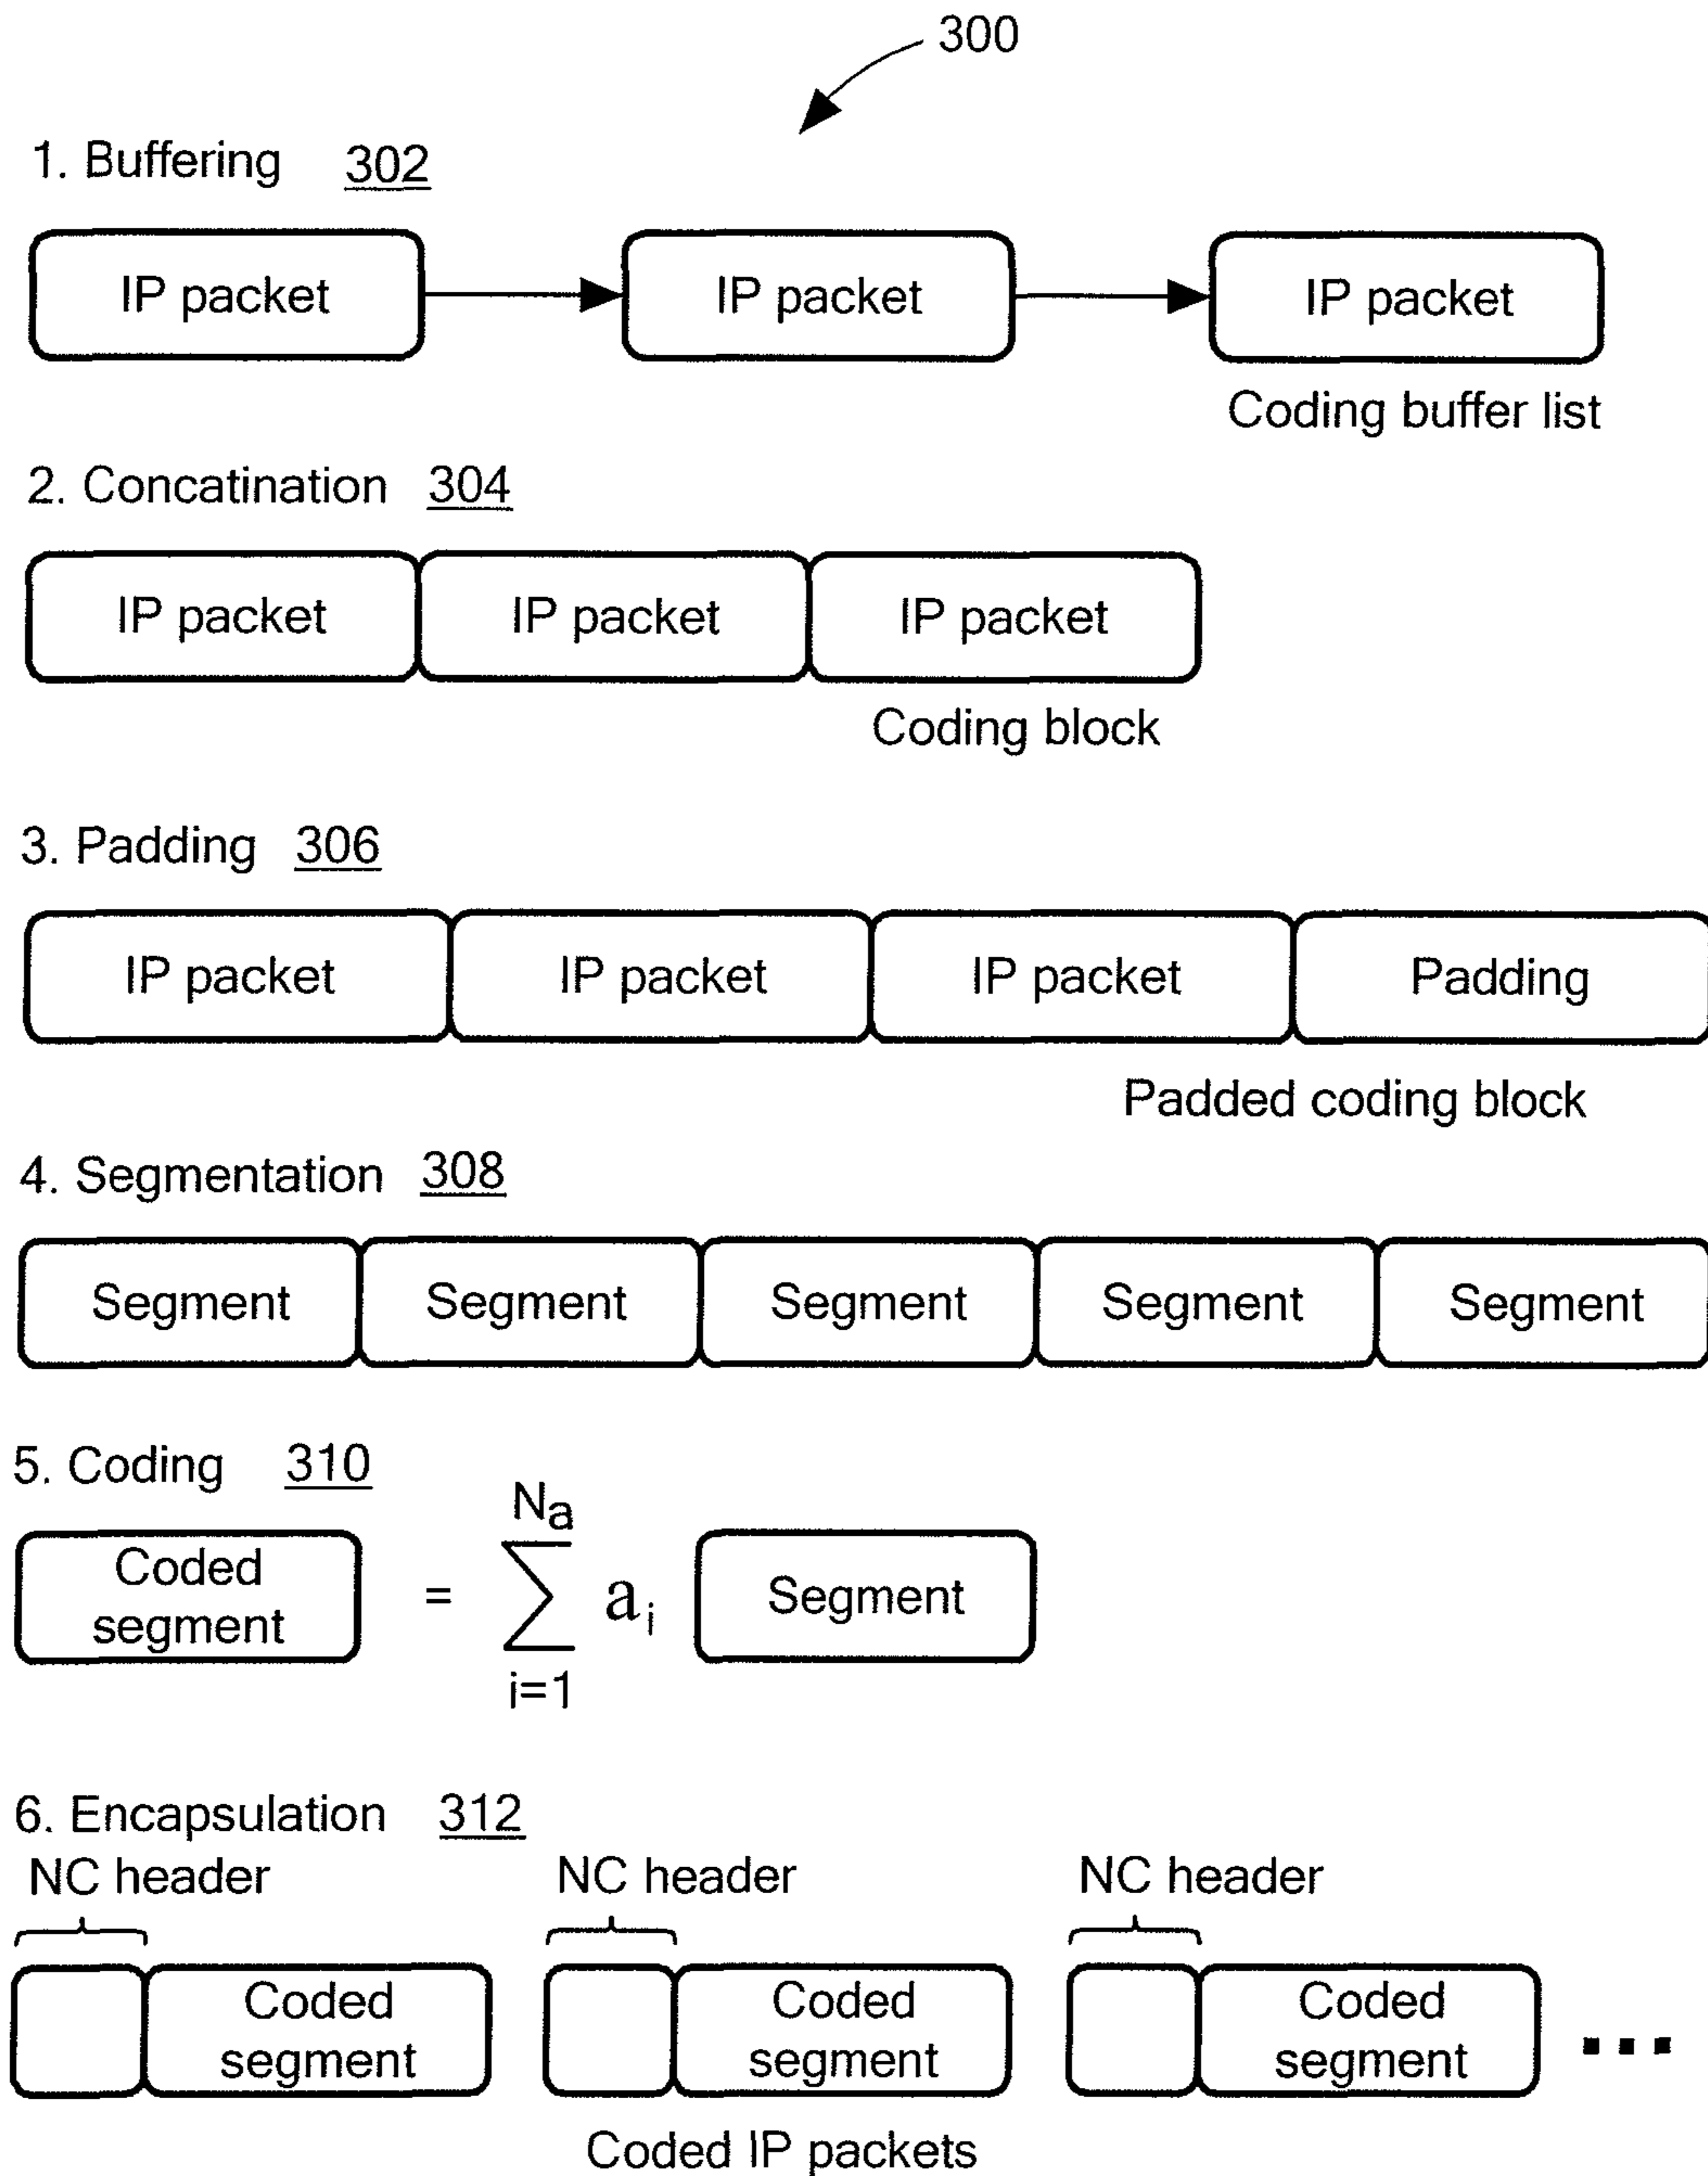 300
1. Buffering 302
IP packet IP packet IP packet
Coding buffer list
2. Concatination 304
IP packet IP packet IP packet
Coding block
3. Padding 306
IP packet IP packet IP packet Padding
Padded coding block
4. Segmentation 308
Segment Segment Segment Segment Segment
5. Coding 310
Coded segment = ∑ᵢ₌₁ᴺᵃ aᵢ Segment
6. Encapsulation 312
NC header NC header NC header
Coded Coded Coded
segment segment segment ...
Coded IP packets